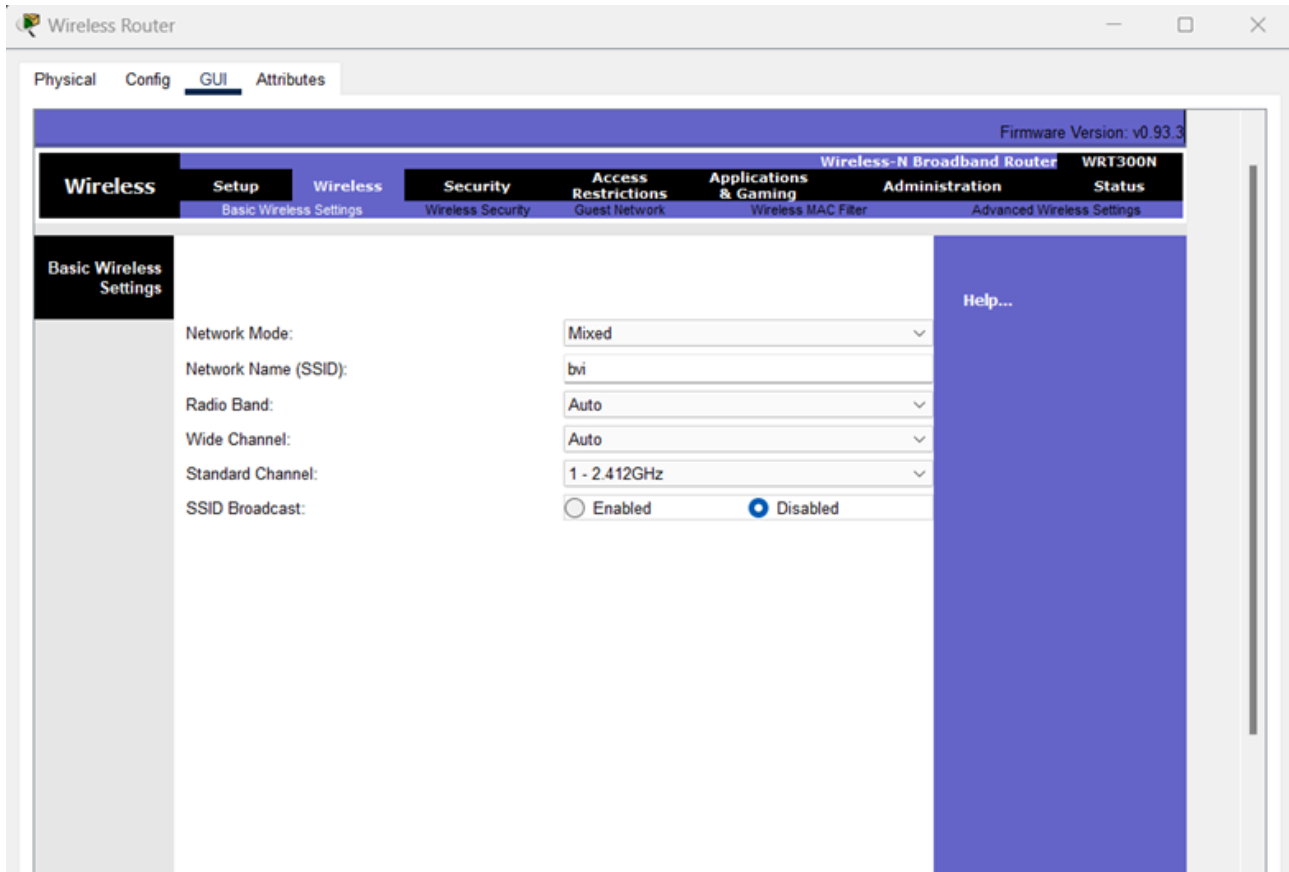 Wireless Router
Physical Config GUI Attributes
Firmware Version: v0.93.3
Wireless-N Broadband Router WRT300N
Wireless Setup Wireless Security Access Restrictions Applications & Gaming Administration Status
Basic Wireless Settings Wireless Security Guest Network Wireless MAC Filter Advanced Wireless Settings
Basic Wireless
Settings
Help...
Network Mode: Mixed
Network Name (SSID): bvi
Radio Band: Auto
Wide Channel: Auto
Standard Channel: 1 - 2.412GHz
SSID Broadcast: Enabled Disabled